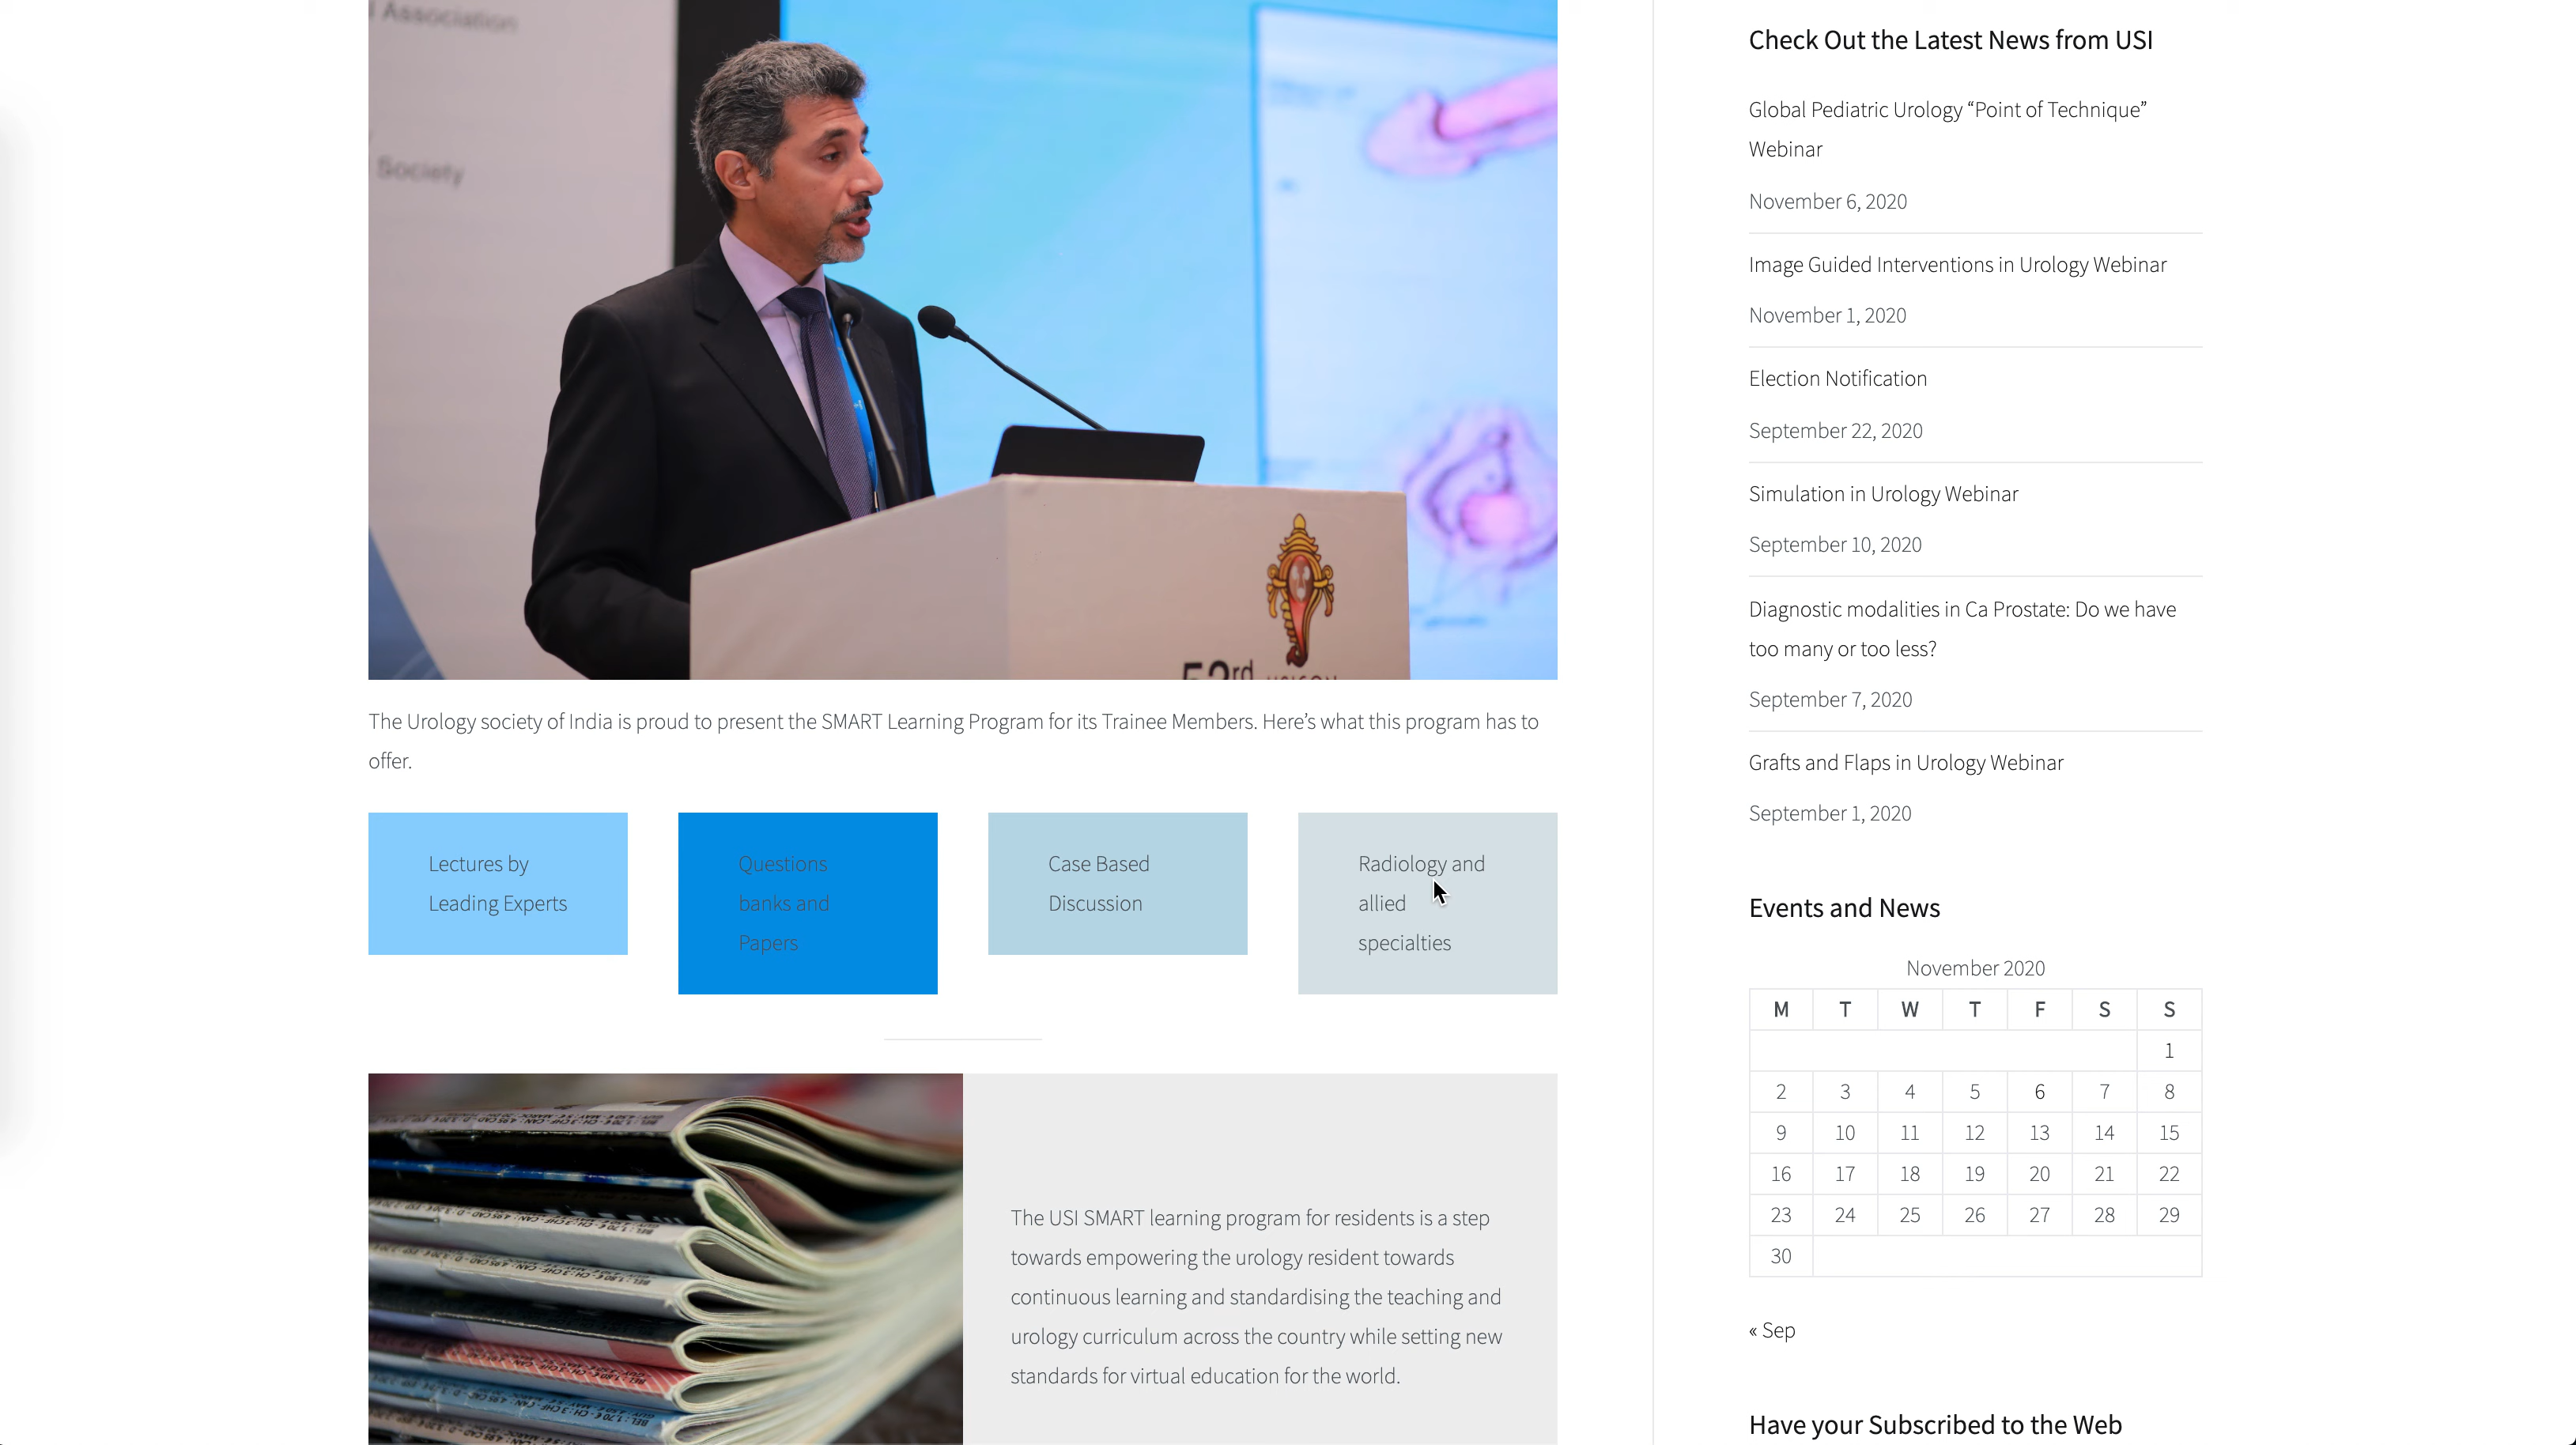 Association
Society
53rd USICON
The Urology society of India is proud to present the SMART Learning Program for its Trainee Members. Here’s what this program has to
offer.
Lectures by
Leading Experts
Questions
banks and
Papers
Case Based
Discussion
Radiology and
allied
specialties
The USI SMART learning program for residents is a step
towards empowering the urology resident towards
continuous learning and standardising the teaching and
urology curriculum across the country while setting new
standards for virtual education for the world.
Check Out the Latest News from USI
Global Pediatric Urology “Point of Technique”
Webinar
November 6, 2020
Image Guided Interventions in Urology Webinar
November 1, 2020
Election Notification
September 22, 2020
Simulation in Urology Webinar
September 10, 2020
Diagnostic modalities in Ca Prostate: Do we have
too many or too less?
September 7, 2020
Grafts and Flaps in Urology Webinar
September 1, 2020
Events and News
November 2020
M T W T F S S
1
2 3 4 5 6 7 8
9 10 11 12 13 14 15
16 17 18 19 20 21 22
23 24 25 26 27 28 29
30
« Sep
Have your Subscribed to the Web